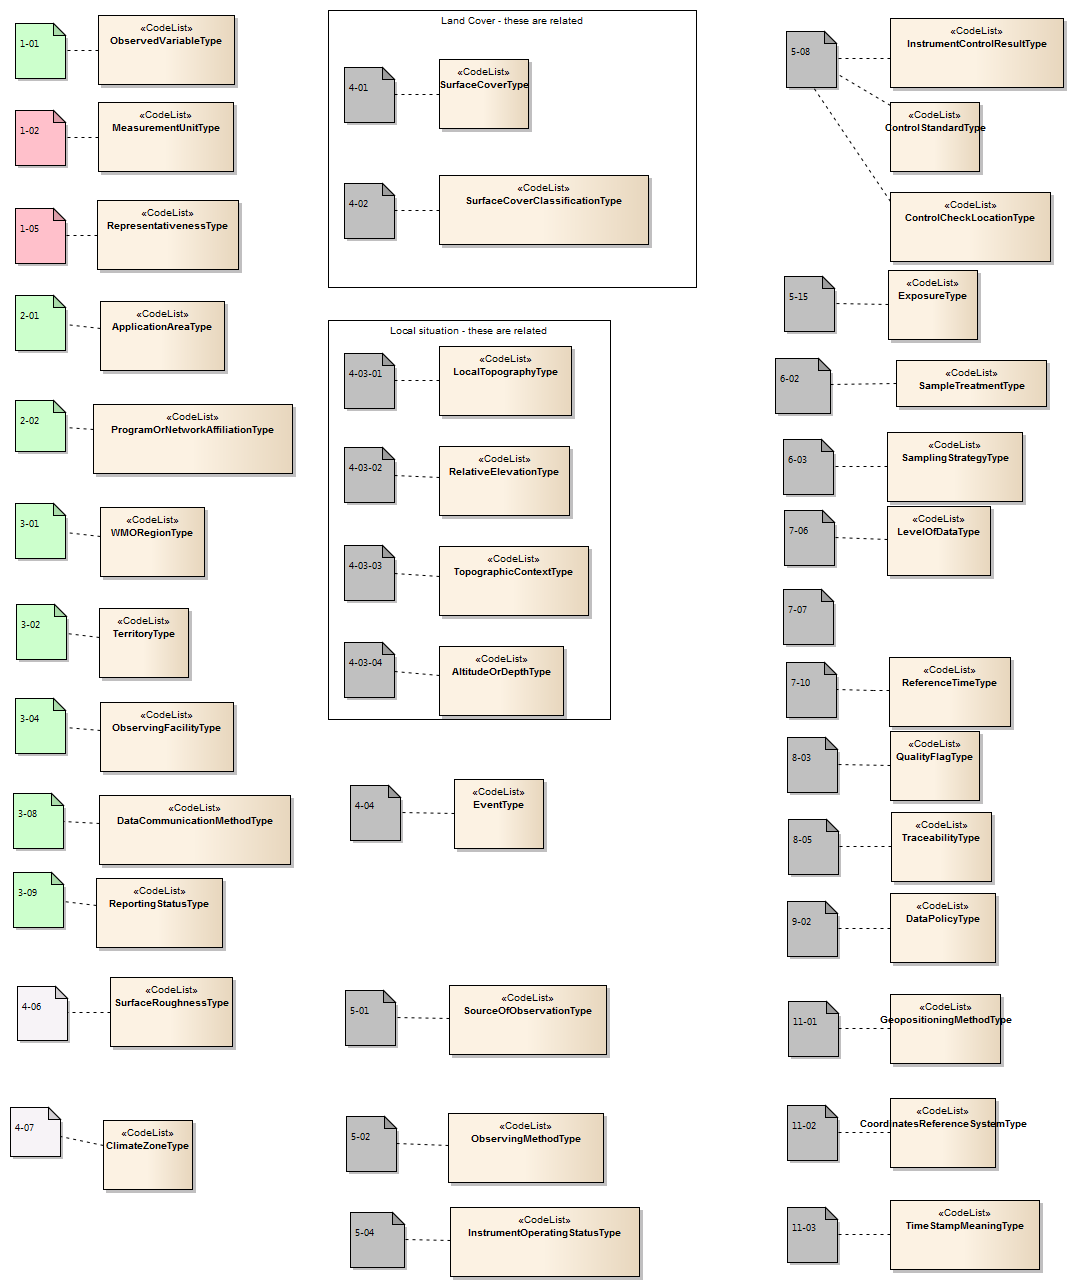 1-01
«CodeList»
ObservedVariableType
1-02
«CodeList»
MeasurementUnitType
1-05
«CodeList»
RepresentativenessType
2-01
«CodeList»
ApplicationAreaType
2-02
«CodeList»
ProgramOrNetworkAffiliationType
3-01
«CodeList»
WMORegionType
3-02
«CodeList»
TerritoryType
3-04
«CodeList»
ObservingFacilityType
3-08
«CodeList»
DataCommunicationMethodType
3-09
«CodeList»
ReportingStatusType
4-06
«CodeList»
SurfaceRoughnessType
4-07
«CodeList»
ClimateZoneType
Land Cover - these are related
4-01
«CodeList»
SurfaceCoverType
4-02
«CodeList»
SurfaceCoverClassificationType
Local situation - these are related
4-03-01
«CodeList»
LocalTopographyType
4-03-02
«CodeList»
RelativeElevationType
4-03-03
«CodeList»
TopographicContextType
4-03-04
«CodeList»
AltitudeOrDepthType
4-04
«CodeList»
EventType
5-01
«CodeList»
SourceOfObservationType
5-02
«CodeList»
ObservingMethodType
5-04
«CodeList»
InstrumentOperatingStatusType
5-08
«CodeList»
InstrumentControlResultType
«CodeList»
ControlStandardType
«CodeList»
ControlCheckLocationType
5-15
«CodeList»
ExposureType
6-02
«CodeList»
SampleTreatmentType
6-03
«CodeList»
SamplingStrategyType
7-06
«CodeList»
LevelOfDataType
7-07
7-10
«CodeList»
ReferenceTimeType
8-03
«CodeList»
QualityFlagType
8-05
«CodeList»
TraceabilityType
9-02
«CodeList»
DataPolicyType
11-01
«CodeList»
GeopositioningMethodType
11-02
«CodeList»
CoordinatesReferenceSystemType
11-03
«CodeList»
TimeStampMeaningType